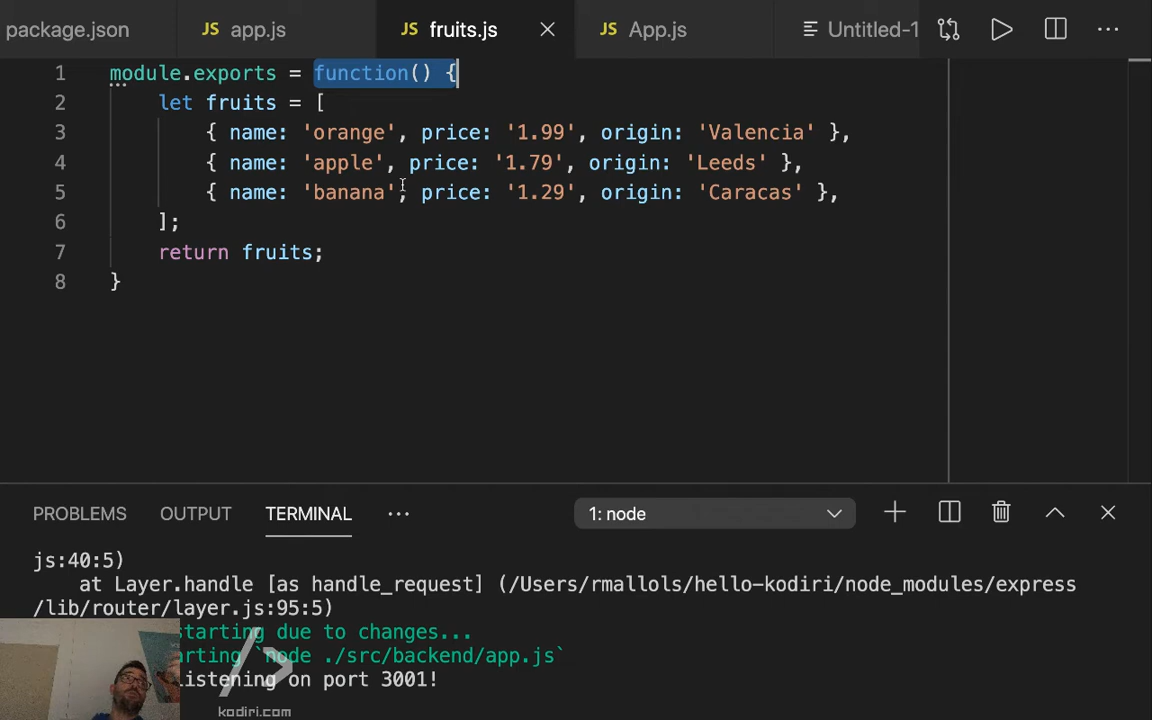 package.json JS app.js JS fruits.js JS App.js Untitled-1
1 module.exports = function() {
2 let fruits = [
3 { name: 'orange', price: '1.99', origin: 'Valencia' },
4 { name: 'apple', price: '1.79', origin: 'Leeds' },
5 { name: 'banana', price: '1.29', origin: 'Caracas' },
6 ];
7 return fruits;
8 }
PROBLEMS OUTPUT TERMINAL 1: node
js:40:5)
at Layer.handle [as handle_request] (/Users/rmallols/hello-kodiri/node_modules/express
/lib/router/layer.js:95:5)
starting due to changes...
arting `node ./src/backend/app.js`
listening on port 3001!
kodiri.com